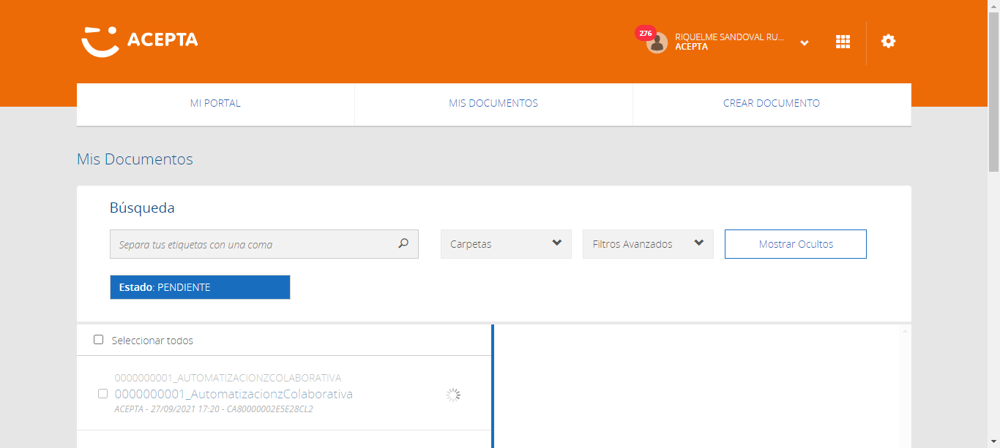 ACEPTA
276
RIQUELME SANDOVAL RU...
ACEPTA
MI PORTAL
MIS DOCUMENTOS
CREAR DOCUMENTO
Mis Documentos
Búsqueda
Separa tus etiquetas con una coma
Carpetas
Filtros Avanzados
Mostrar Ocultos
Estado: PENDIENTE
Seleccionar todos
0000000001_AUTOMATIZACIONZCOLABORATIVA
0000000001_AutomatizacionzColaborativa
ACEPTA - 27/09/2021 17:20 - CA80000002E5E28CL2